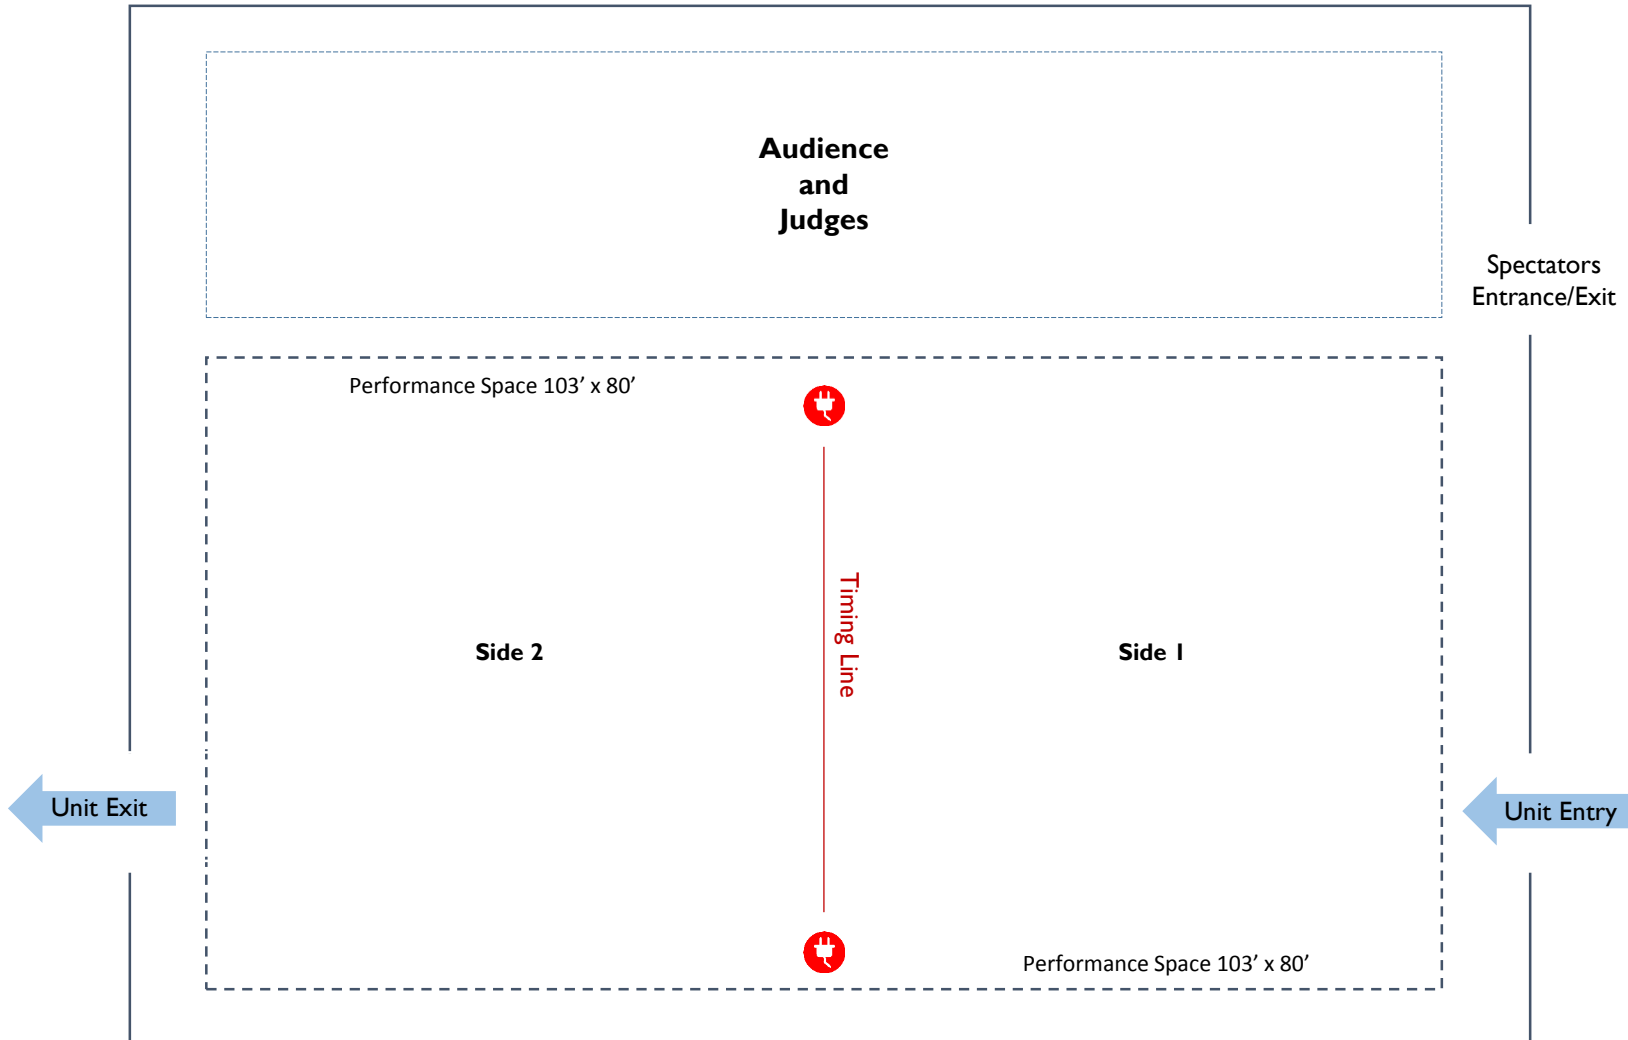 Audience
and
Judges
Spectators
Entrance/Exit
Performance Space 103’ x 80’
Timing Line
Side 2
Side 1
Unit Exit
Unit Entry
Performance Space 103’ x 80’